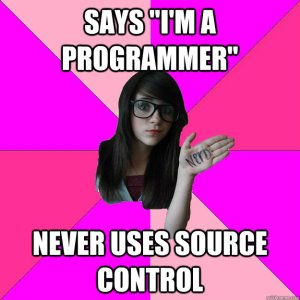 SAYS "I'M A
PROGRAMMER"
NERD
NEVER USES SOURCE
CONTROL